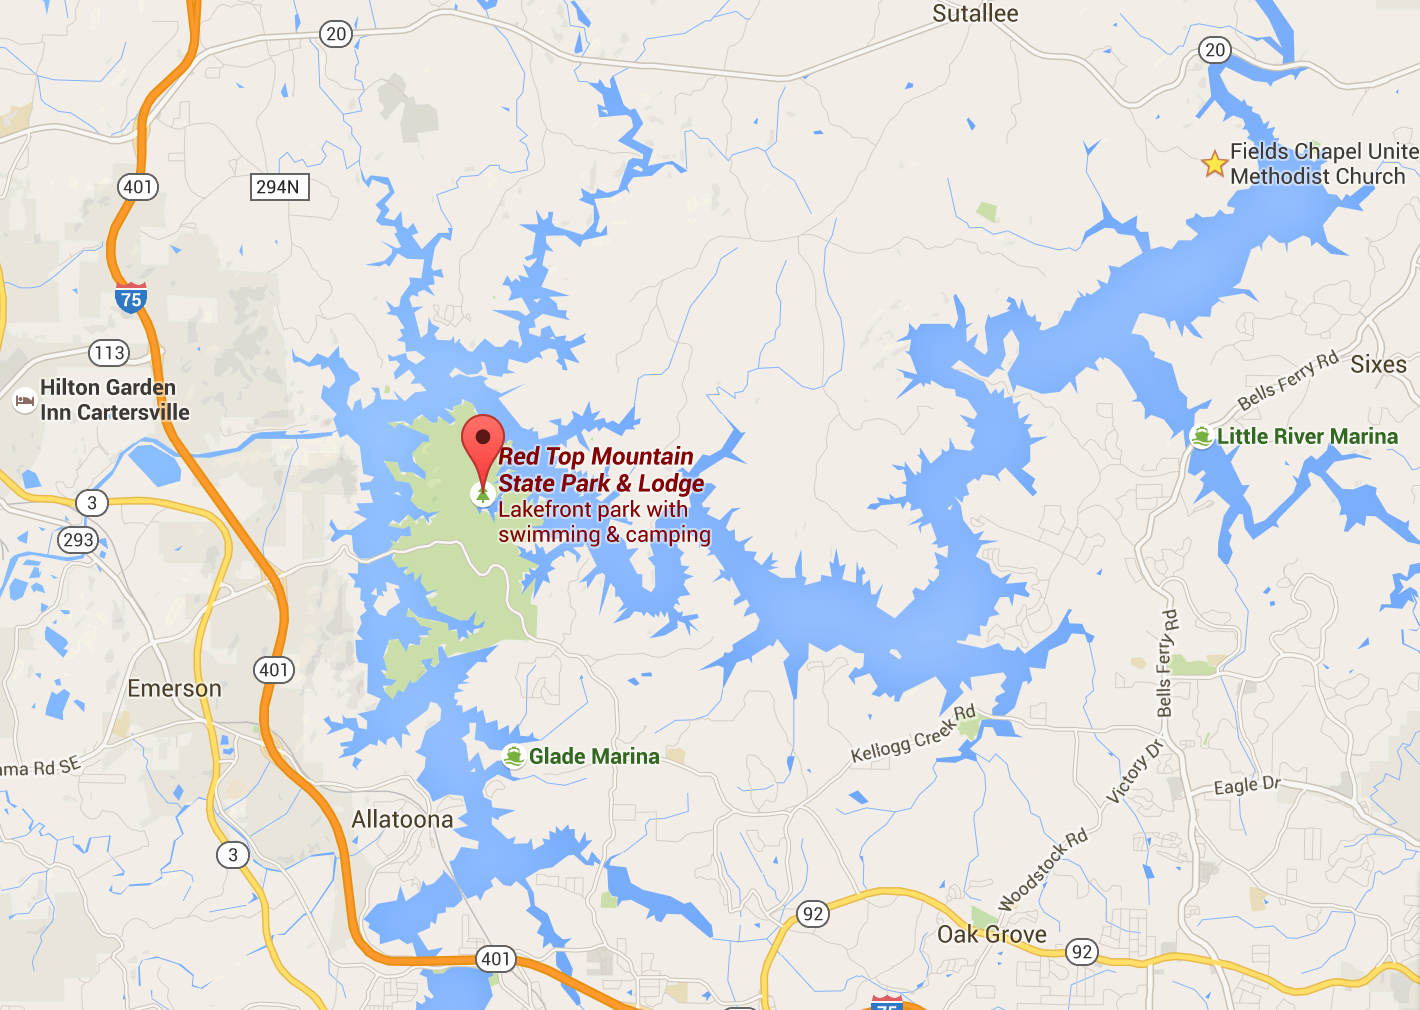 Sutallee
20
20
Fields Chapel Unite
Methodist Church
401
294N
75
113
Bells Ferry Rd
Sixes
Hilton Garden
Inn Cartersville
Little River Marina
Red Top Mountain
State Park & Lodge
Lakefront park with
swimming & camping
3
293
Bells Ferry Rd
401
Emerson
Kellogg Creek Rd
Glade Marina
ama Rd SE
Victory Dr
Eagle Dr
Allatoona
3
Woodstock Rd
92
Oak Grove
92
401
75